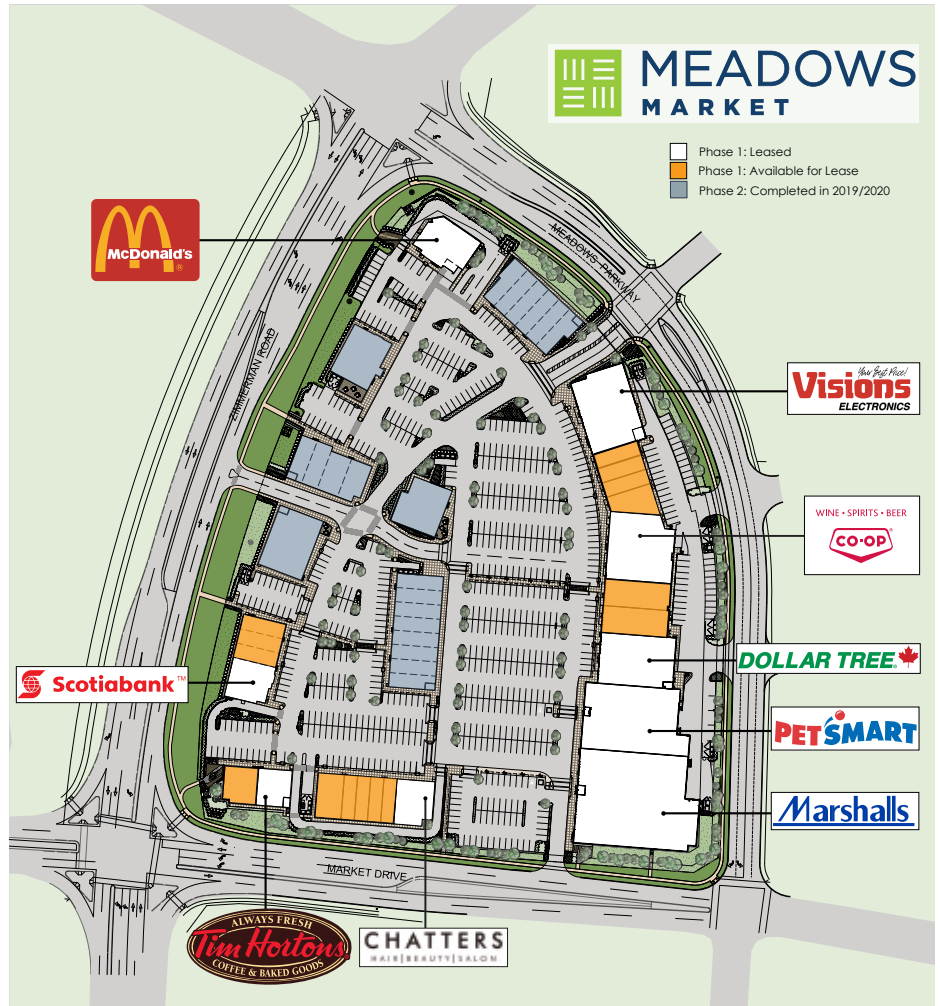 MEADOWS
MARKET
Phase 1: Leased
Phase 1: Available for Lease
Phase 2: Completed in 2019/2020
McDonald's®
MEADOWS PARKWAY
ZIMMERMAN ROAD
Your Best Price!
Visions
ELECTRONICS
WINE • SPIRITS • BEER
CO·OP®
DOLLAR TREE®
Scotiabank™
PETSMART
Marshalls
MARKET DRIVE
ALWAYS FRESH
Tim Hortons®
COFFEE & BAKED GOODS
CHATTERS
HAIR|BEAUTY|SALON